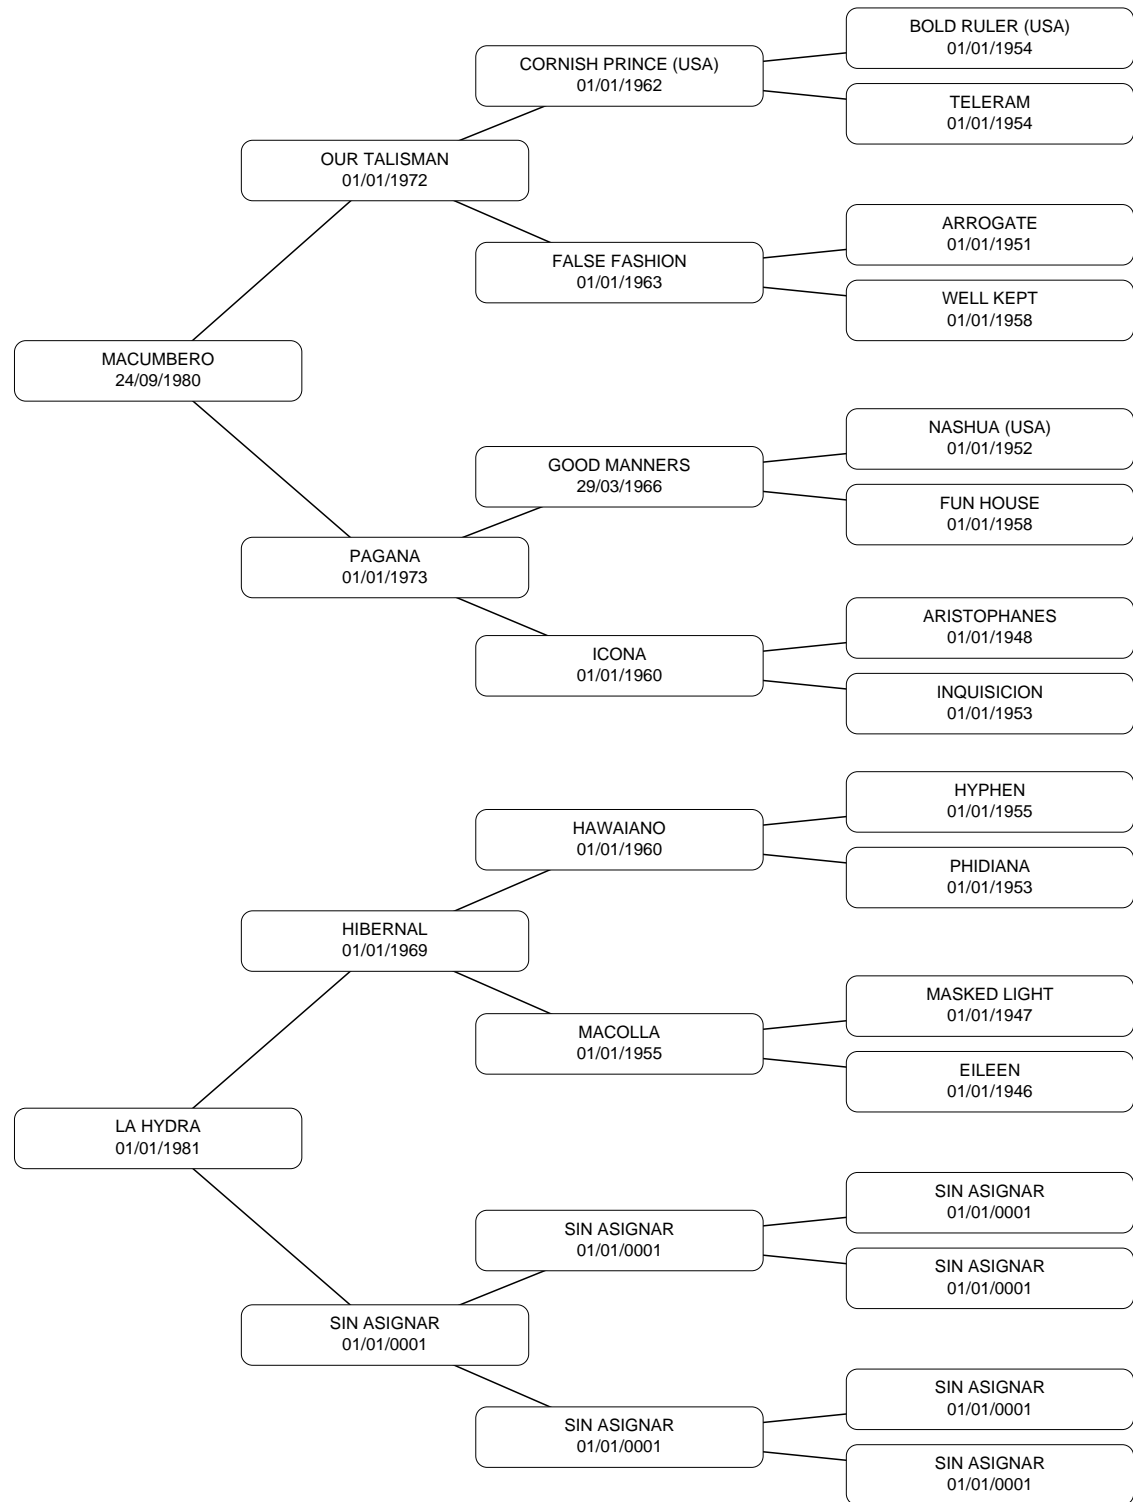 BOLD RULER (USA)
01/01/1954
CORNISH PRINCE (USA)
01/01/1962
TELERAM
01/01/1954
OUR TALISMAN
01/01/1972
ARROGATE
01/01/1951
FALSE FASHION
01/01/1963
WELL KEPT
01/01/1958
MACUMBERO
24/09/1980
NASHUA (USA)
01/01/1952
GOOD MANNERS
29/03/1966
FUN HOUSE
01/01/1958
PAGANA
01/01/1973
ARISTOPHANES
01/01/1948
ICONA
01/01/1960
INQUISICION
01/01/1953
HYPHEN
01/01/1955
HAWAIANO
01/01/1960
PHIDIANA
01/01/1953
HIBERNAL
01/01/1969
MASKED LIGHT
01/01/1947
MACOLLA
01/01/1955
EILEEN
01/01/1946
LA HYDRA
01/01/1981
SIN ASIGNAR
01/01/0001
SIN ASIGNAR
01/01/0001
SIN ASIGNAR
01/01/0001
SIN ASIGNAR
01/01/0001
SIN ASIGNAR
01/01/0001
SIN ASIGNAR
01/01/0001
SIN ASIGNAR
01/01/0001